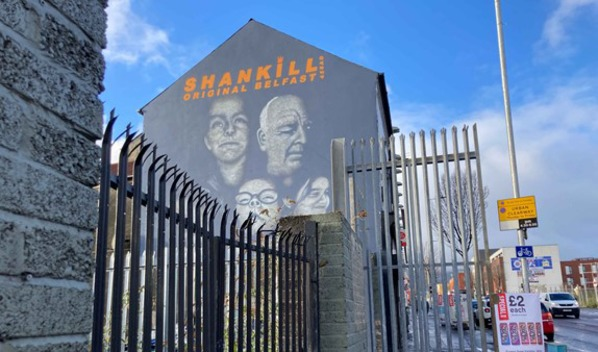 SHANKILL
ORIGINAL BELFAST
URBAN
CLEARWAY
£2
each